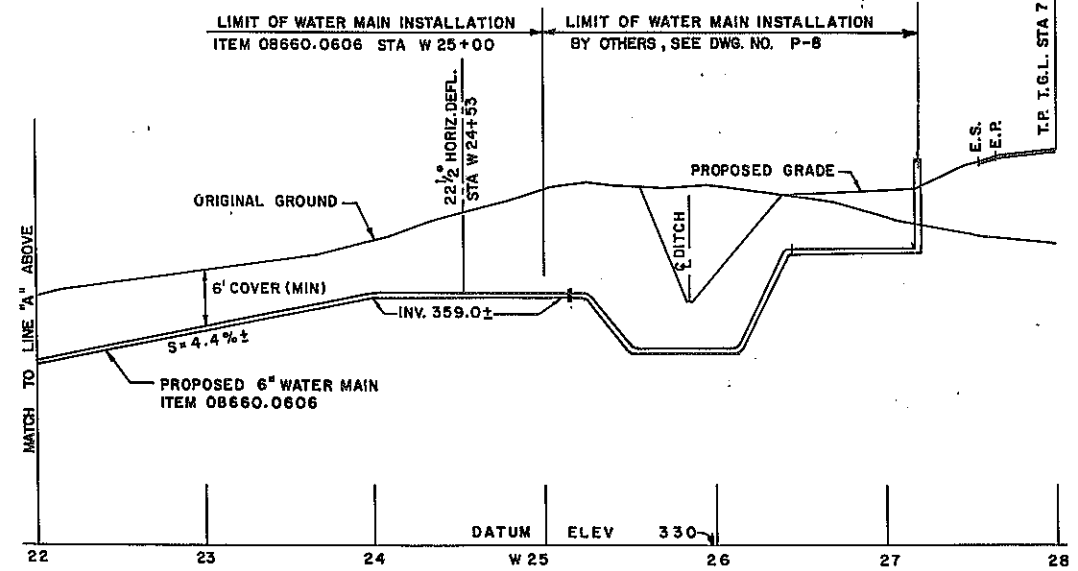 LIMIT OF WATER MAIN INSTALLATION
ITEM 08660.0606 STA W 25+00
LIMIT OF WATER MAIN INSTALLATION
BY OTHERS, SEE DWG. NO. P-8
T.P. T.G.L. STA 7
22½° HORIZ. DEFL.
STA W 24+53
E.S.
E.P.
PROPOSED GRADE
ORIGINAL GROUND
℄ DITCH
MATCH TO LINE "A" ABOVE
6' COVER (MIN)
INV. 359.0±
S=4.4%±
PROPOSED 6" WATER MAIN
ITEM 08660.0606
DATUM ELEV 330
22 23 24 W 25 26 27 28